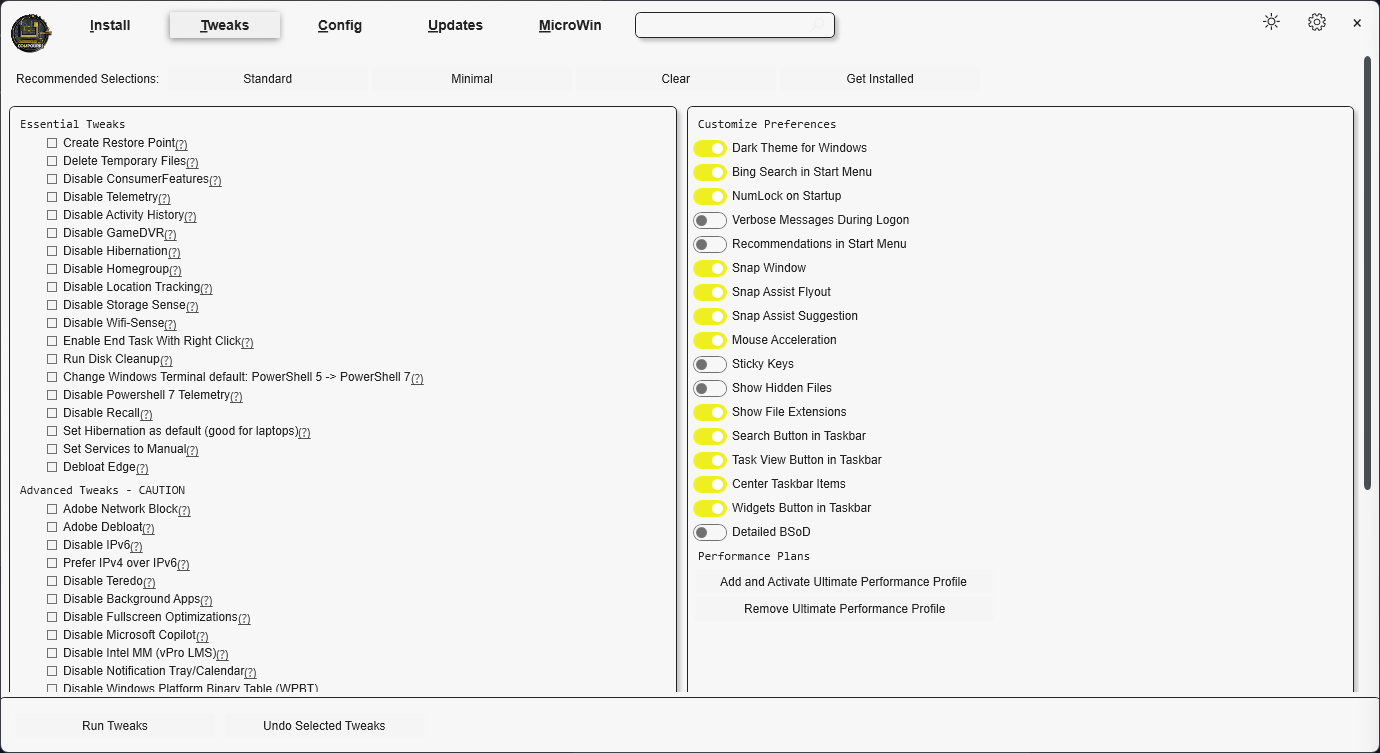 Install
Tweaks
Config
Updates
MicroWin
Recommended Selections:
Standard
Minimal
Clear
Get Installed
Essential Tweaks
Create Restore Point(?)
Delete Temporary Files(?)
Disable ConsumerFeatures(?)
Disable Telemetry(?)
Disable Activity History(?)
Disable GameDVR(?)
Disable Hibernation(?)
Disable Homegroup(?)
Disable Location Tracking(?)
Disable Storage Sense(?)
Disable Wifi-Sense(?)
Enable End Task With Right Click(?)
Run Disk Cleanup(?)
Change Windows Terminal default: PowerShell 5 -> PowerShell 7(?)
Disable Powershell 7 Telemetry(?)
Disable Recall(?)
Set Hibernation as default (good for laptops)(?)
Set Services to Manual(?)
Debloat Edge(?)
Advanced Tweaks - CAUTION
Adobe Network Block(?)
Adobe Debloat(?)
Disable IPv6(?)
Prefer IPv4 over IPv6(?)
Disable Teredo(?)
Disable Background Apps(?)
Disable Fullscreen Optimizations(?)
Disable Microsoft Copilot(?)
Disable Intel MM (vPro LMS)(?)
Disable Notification Tray/Calendar(?)
Disable Windows Platform Binary Table (WPBT)
Customize Preferences
Dark Theme for Windows
Bing Search in Start Menu
NumLock on Startup
Verbose Messages During Logon
Recommendations in Start Menu
Snap Window
Snap Assist Flyout
Snap Assist Suggestion
Mouse Acceleration
Sticky Keys
Show Hidden Files
Show File Extensions
Search Button in Taskbar
Task View Button in Taskbar
Center Taskbar Items
Widgets Button in Taskbar
Detailed BSoD
Performance Plans
Add and Activate Ultimate Performance Profile
Remove Ultimate Performance Profile
Run Tweaks
Undo Selected Tweaks